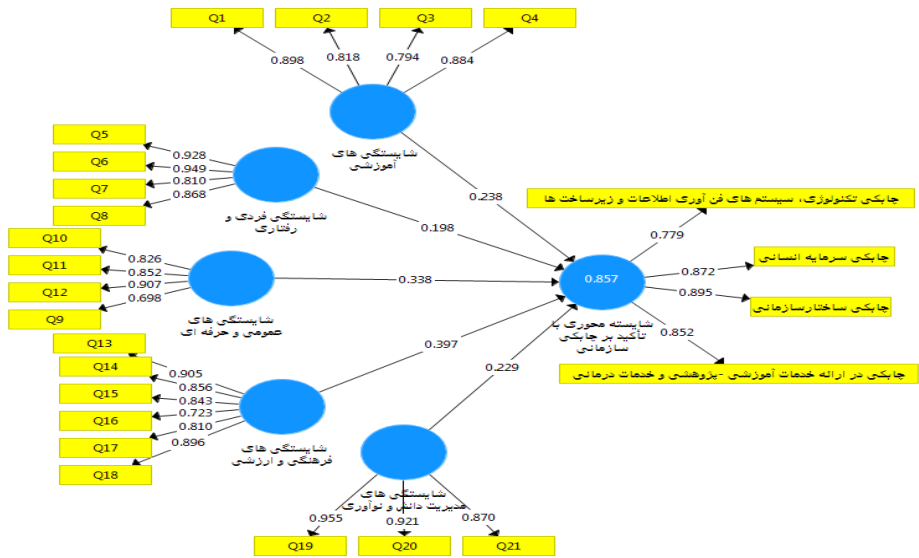 Q1
Q2
Q3
Q4
0.898
0.818
0.794
0.884
شایستگی های
آموزشی
Q5
Q6
Q7
Q8
0.928
0.949
0.810
0.868
شایستگی فردی و
رفتاری
0.238
0.198
چابکی تکنولوژی، سیستم های فن آوری اطلاعات و زیرساخت ها
0.779
Q10
Q11
Q12
Q9
0.826
0.852
0.907
0.698
شایستگی های
عمومی و حرفه ای
0.338
0.857
0.872
چابکی سرمایه انسانی
0.895
چابکی ساختارسازمانی
شایسته محوری با
تأکید بر چابکی
سازمانی
0.852
چابکی در ارائه خدمات آموزشی -پژوهشی و خدمات درمانی
Q13
Q14
Q15
Q16
Q17
Q18
0.905
0.856
0.843
0.723
0.810
0.896
شایستگی های
فرهنگی و ارزشی
0.397
0.229
شایستگی های
مدیریت دانش و نوآوری
0.955
0.921
0.870
Q19
Q20
Q21